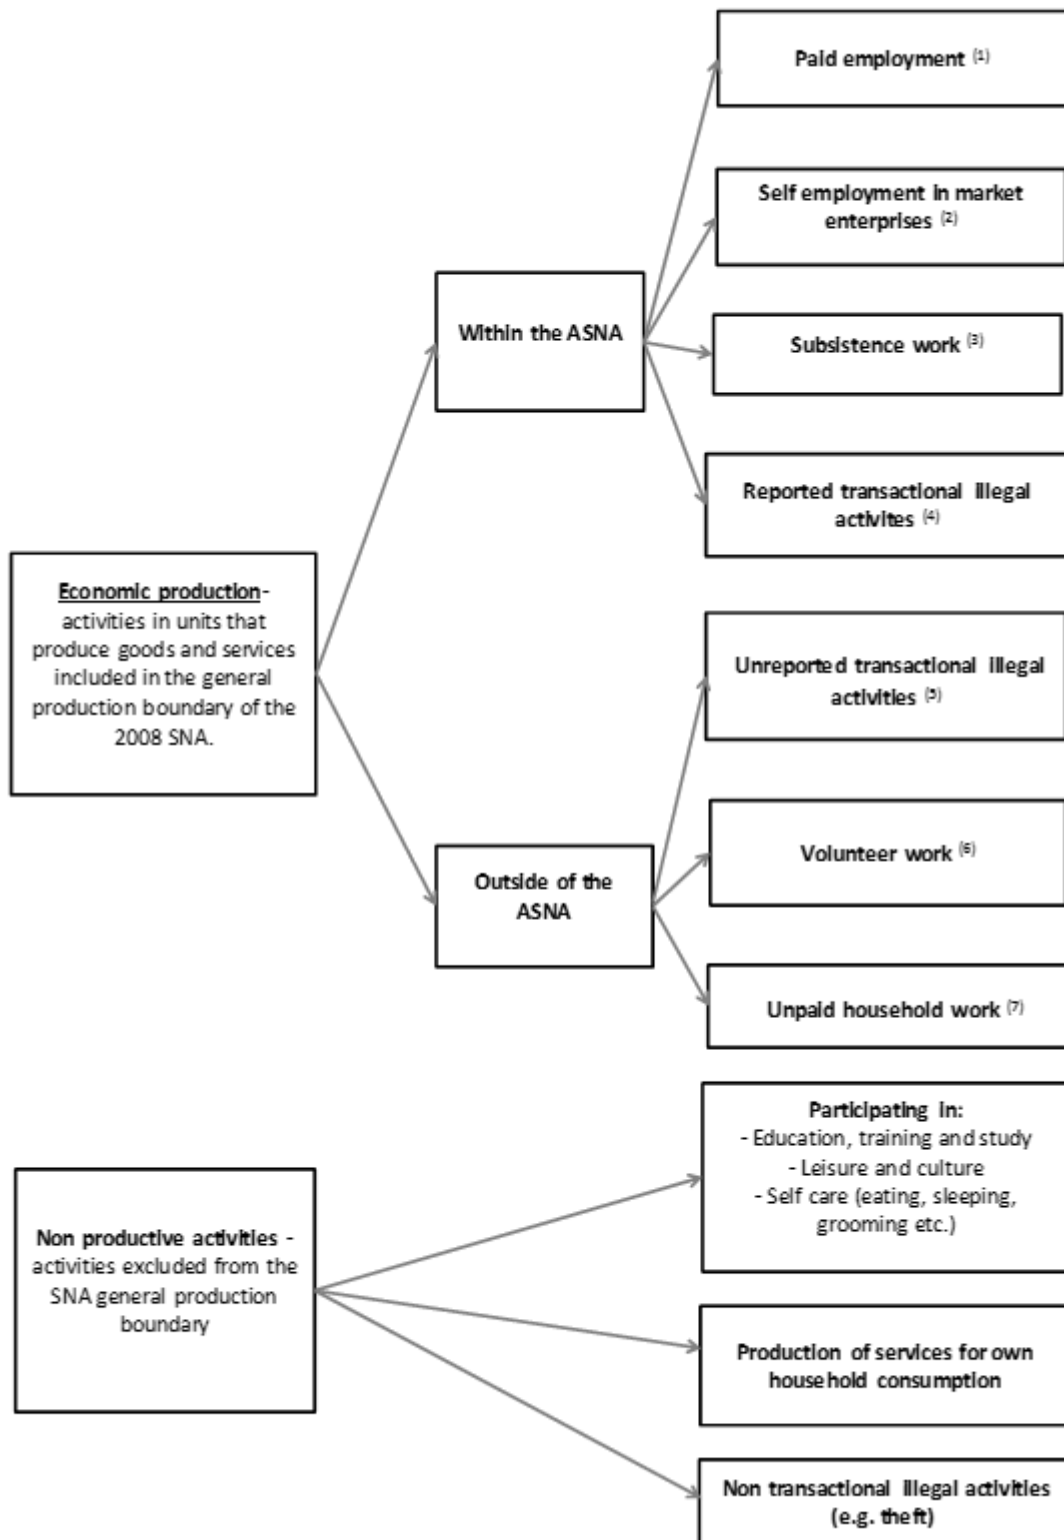 Paid employment (1)
Self employment in market
enterprises (2)
Within the ASNA
Subsistence work (3)
Reported transactional illegal
activites (4)
Economic production-
activities in units that
produce goods and services
included in the general
production boundary of the
2008 SNA.
Unreported transactional illegal
activities (5)
Outside of the
ASNA
Volunteer work (6)
Unpaid household work (7)
Participating in:
- Education, training and study
- Leisure and culture
- Self care (eating, sleeping,
grooming etc.)
Non productive activities -
activities excluded from the
SNA general production
boundary
Production of services for own
household consumption
Non transactional illegal activities
(e.g. theft)